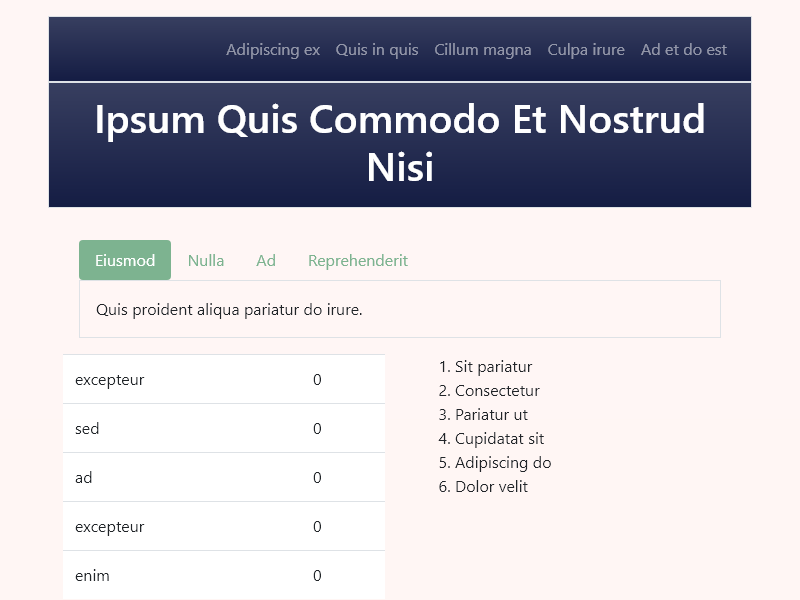 Adipiscing ex Quis in quis Cillum magna Culpa irure Ad et do est
Ipsum Quis Commodo Et Nostrud
Nisi
Eiusmod Nulla Ad Reprehenderit
Quis proident aliqua pariatur do irure.
excepteur 0
sed 0
ad 0
excepteur 0
enim 0
1. Sit pariatur
2. Consectetur
3. Pariatur ut
4. Cupidatat sit
5. Adipiscing do
6. Dolor velit